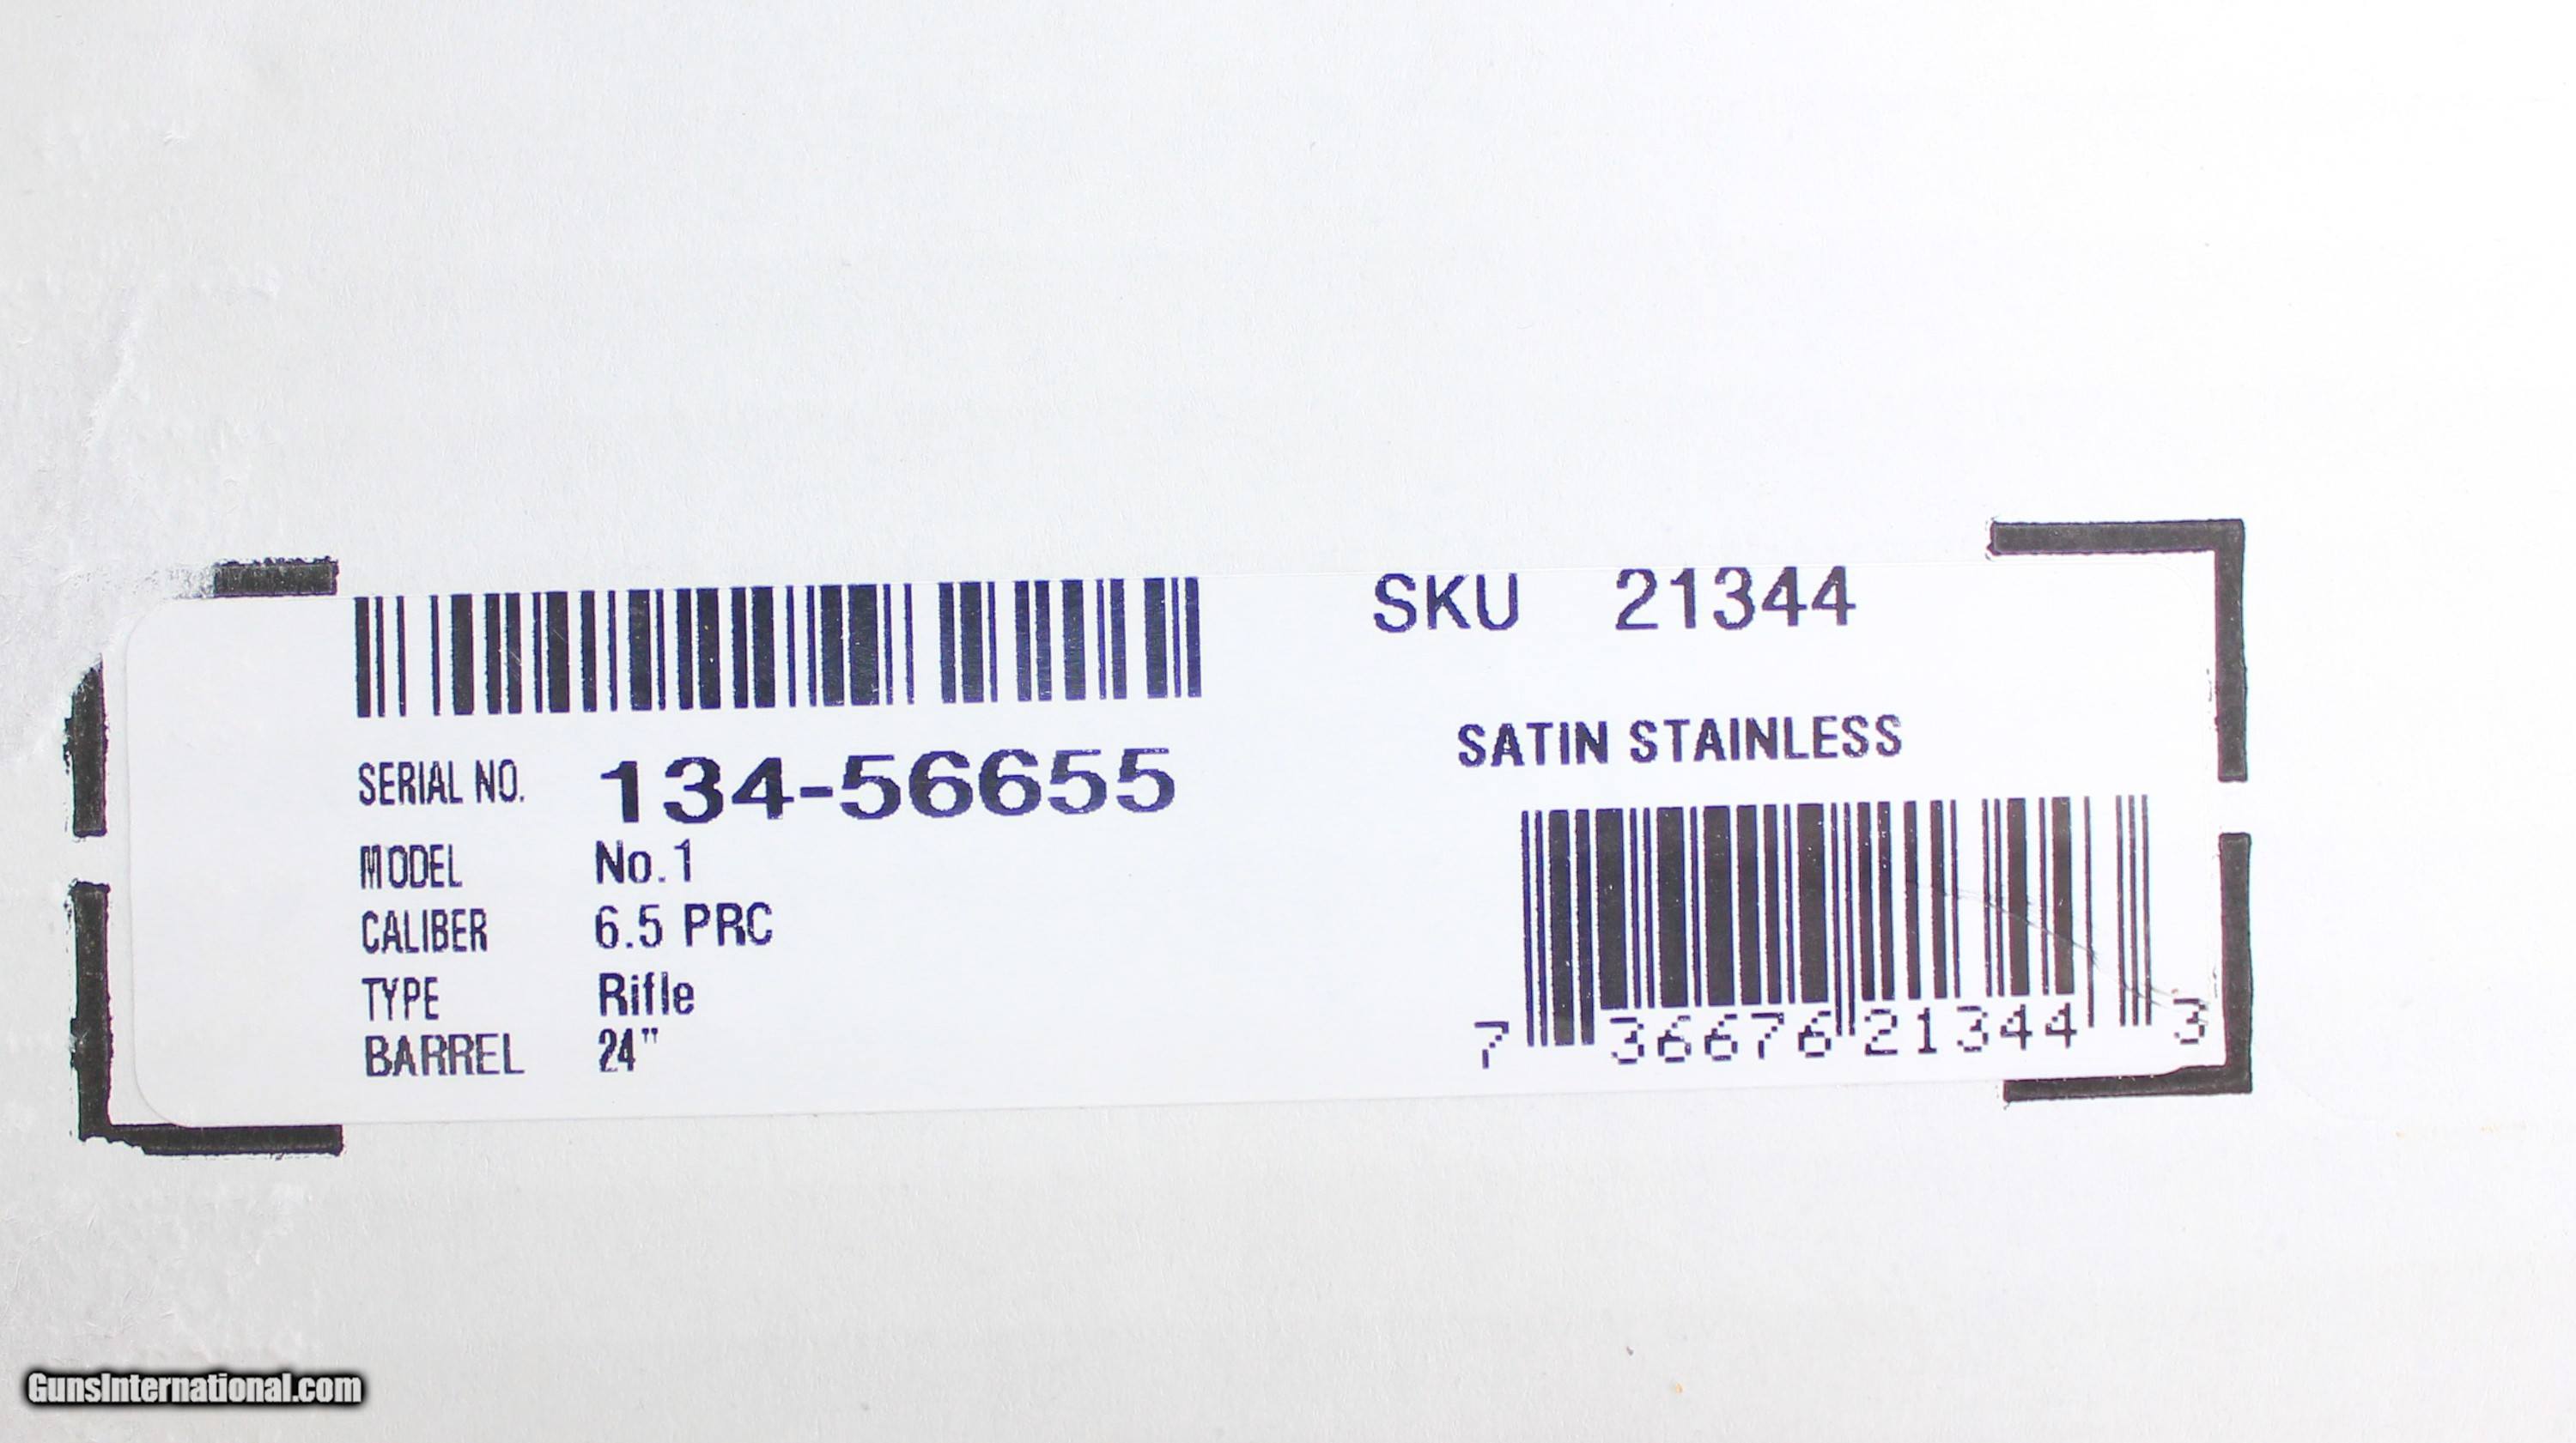 SKU 21344
SATIN STAINLESS
SERIAL NO. 134-56655
MODEL No.1
CALIBER 6.5 PRC
TYPE Rifle
BARREL 24"
7 36676 21344 3
GunsInternational.com